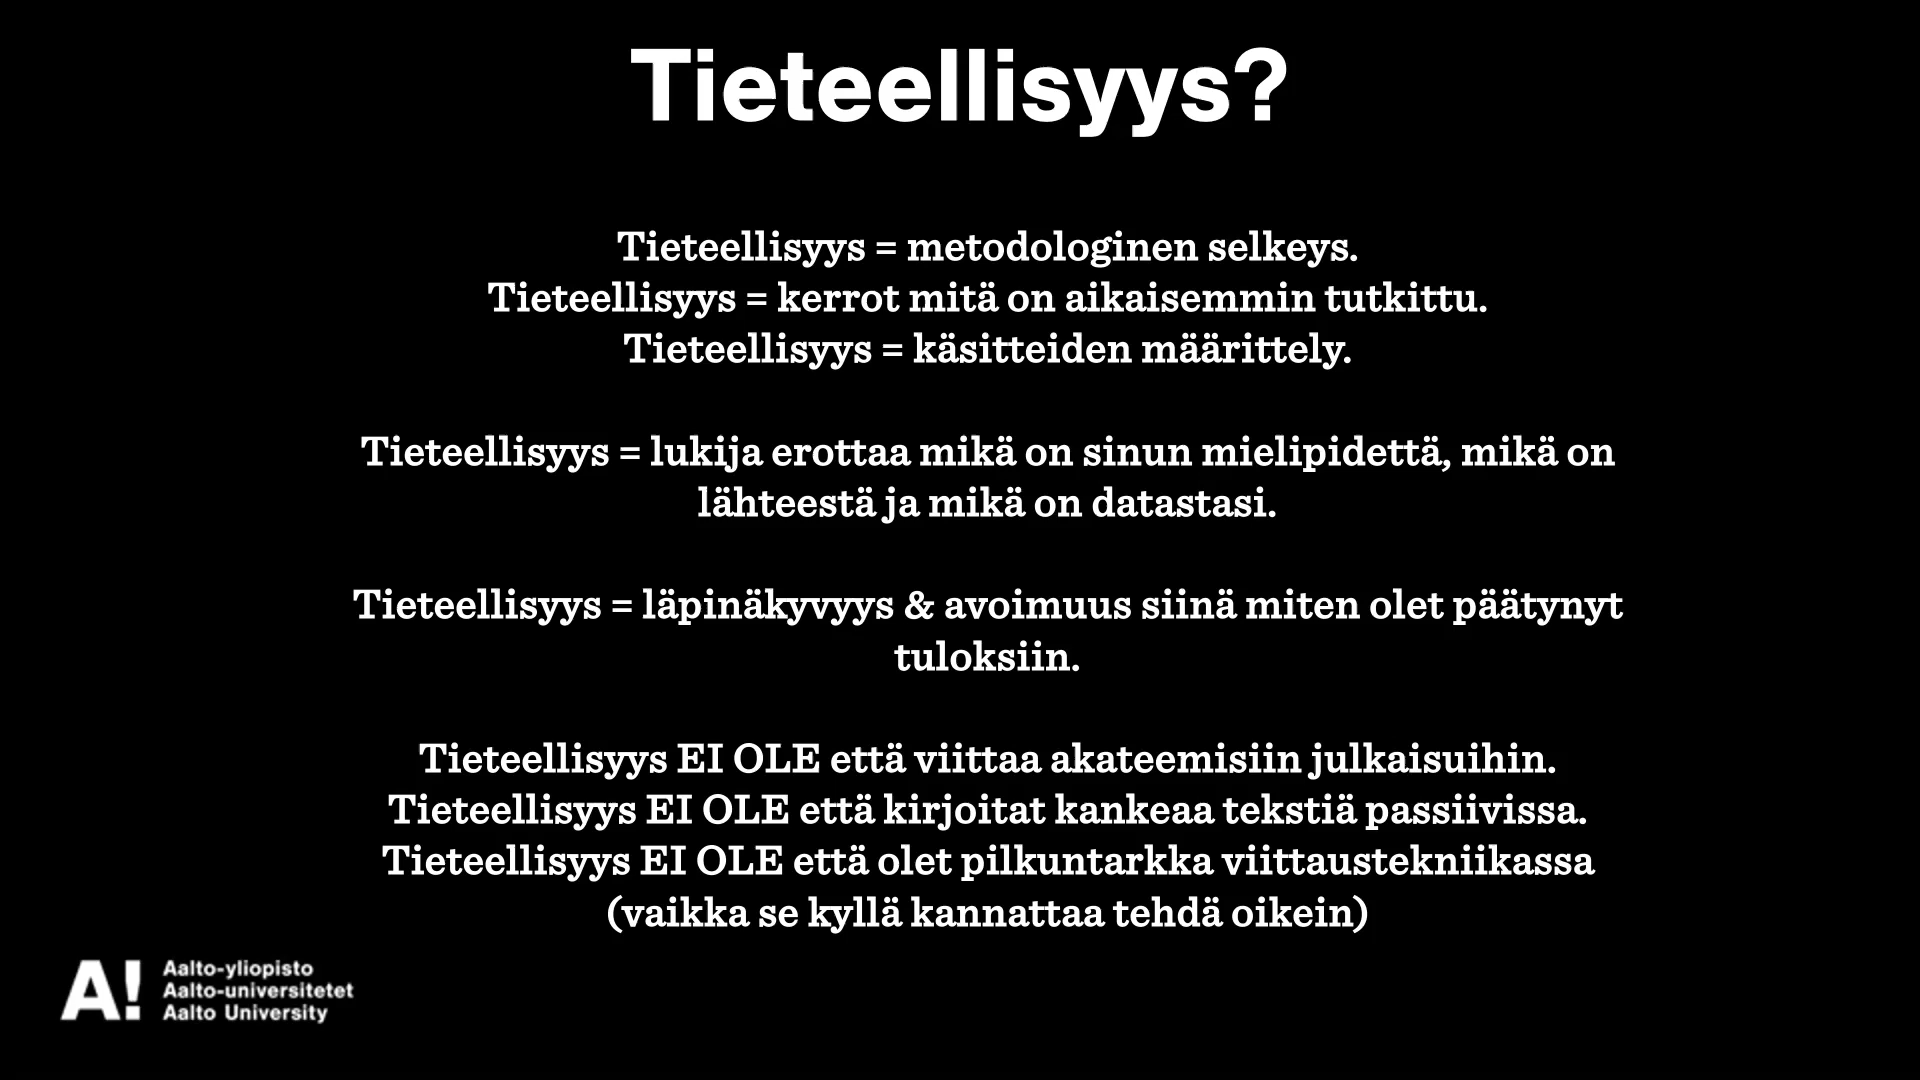 Tieteellisyys?
Tieteellisyys = metodologinen selkeys.
Tieteellisyys = kerrot mitä on aikaisemmin tutkittu.
Tieteellisyys = käsitteiden määrittely.
Tieteellisyys = lukija erottaa mikä on sinun mielipidettä, mikä on
lähteestä ja mikä on datastasi.
Tieteellisyys = läpinäkyvyys & avoimuus siinä miten olet päätynyt
tuloksiin.
Tieteellisyys EI OLE että viittaa akateemisiin julkaisuihin.
Tieteellisyys EI OLE että kirjoitat kankeaa tekstiä passiivissa.
Tieteellisyys EI OLE että olet pilkuntarkka viittaustekniikassa
(vaikka se kyllä kannattaa tehdä oikein)
A!
Aalto-yliopisto
Aalto-universitetet
Aalto University